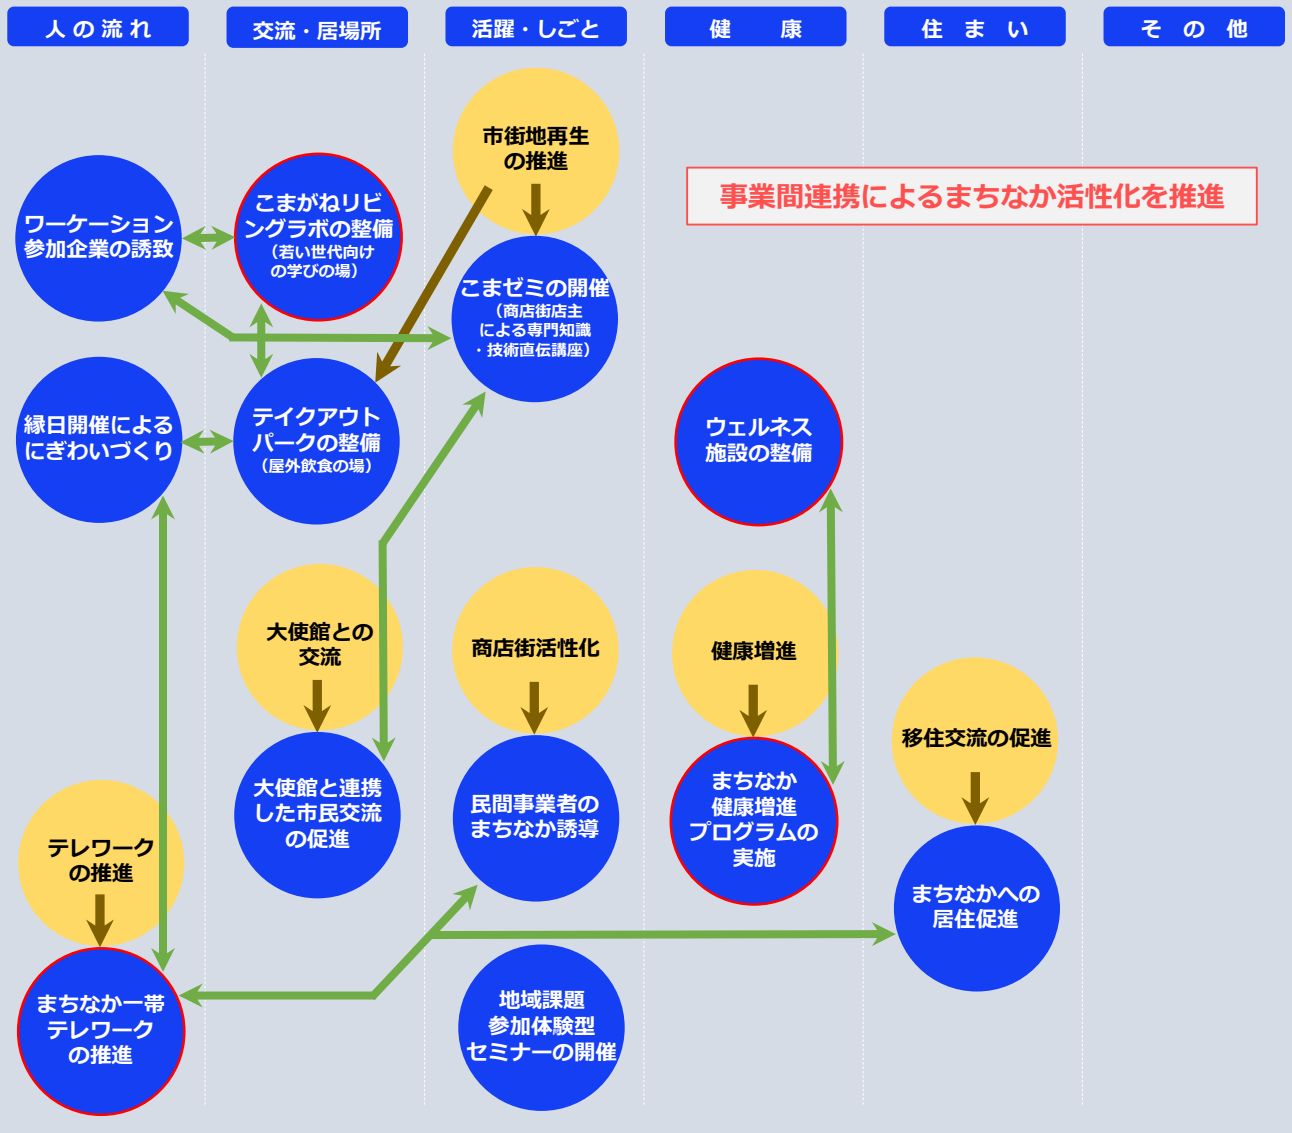 人の流れ
交流・居場所
活躍・しごと
健　康
住まい
その他
事業間連携によるまちなか活性化を推進
ワーケーション
参加企業の誘致
縁日開催による
にぎわいづくり
テレワーク
の推進
まちなか一帯
テレワーク
の推進
こまがねリビ
ングラボの整備
（若い世代向け
の学びの場）
テイクアウト
パークの整備
（屋外飲食の場）
大使館との
交流
大使館と連携
した市民交流
の促進
市街地再生
の推進
こまゼミの開催
（商店街店主
による専門知識
・技術直伝講座）
商店街活性化
民間事業者の
まちなか誘導
地域課題
参加体験型
セミナーの開催
ウェルネス
施設の整備
健康増進
まちなか
健康増進
プログラムの
実施
移住交流の促進
まちなかへの
居住促進